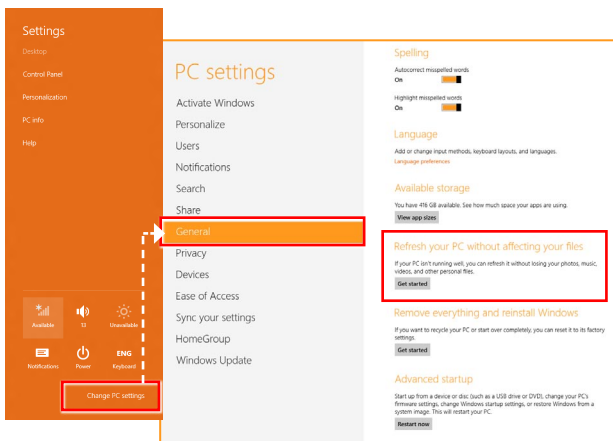 Settings
Desktop
Control Panel
Personalization
PC info
Help
Available
13
Unavailable
Notifications
Power
ENG
Keyboard
Change PC settings
PC settings
Activate Windows
Personalize
Users
Notifications
Search
Share
General
Privacy
Devices
Ease of Access
Sync your settings
HomeGroup
Windows Update
Spelling
Autocorrect misspelled words
On
Highlight misspelled words
On
Language
Add or change input methods, keyboard layouts, and languages.
Language preferences
Available storage
You have 416 GB available. See how much space your apps are using.
View app sizes
Refresh your PC without affecting your files
If your PC isn't running well, you can refresh it without losing your photos, music,
videos, and other personal files.
Get started
Remove everything and reinstall Windows
If you want to recycle your PC or start over completely, you can reset it to its factory
settings.
Get started
Advanced startup
Start up from a device or disc (such as a USB drive or DVD), change your PC's
firmware settings, change Windows startup settings, or restore Windows from a
system image. This will restart your PC.
Restart now